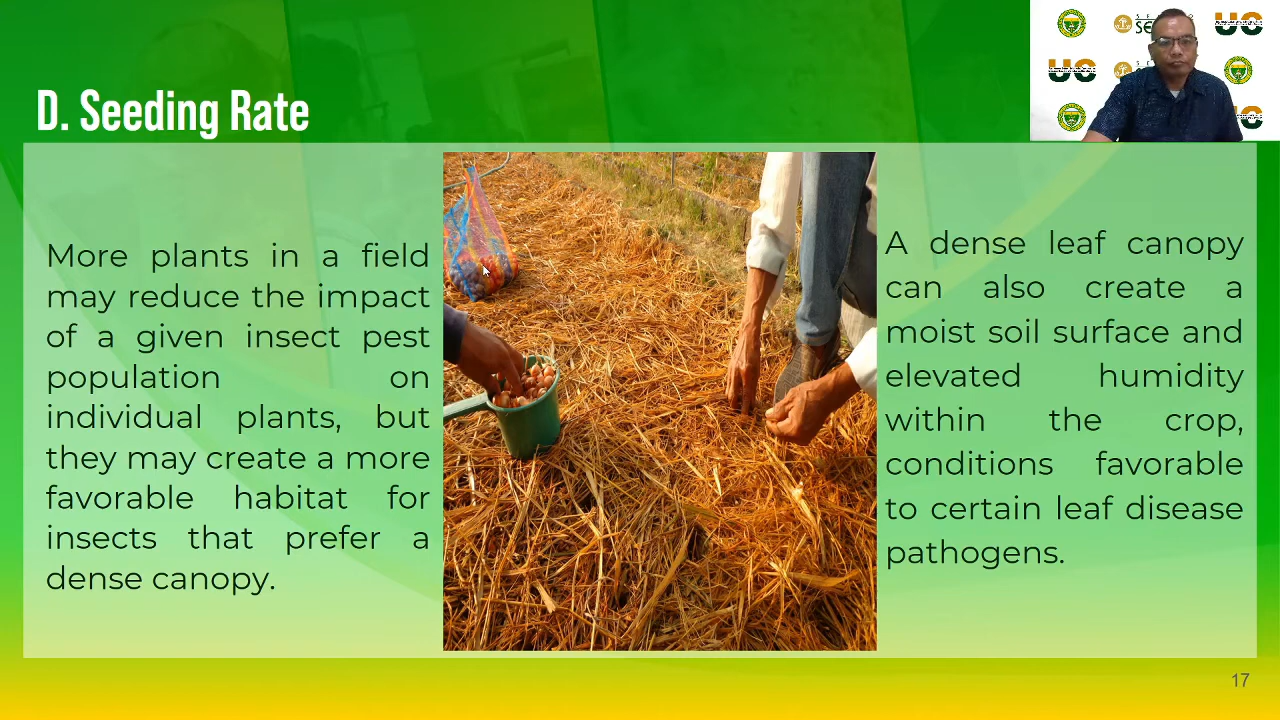 D. Seeding Rate
More plants in a field
may reduce the impact
of a given insect pest
population on
individual plants, but
they may create a more
favorable habitat for
insects that prefer a
dense canopy.
A dense leaf canopy
can also create a
moist soil surface and
elevated humidity
within the crop,
conditions favorable
to certain leaf disease
pathogens.
17
UC
UC